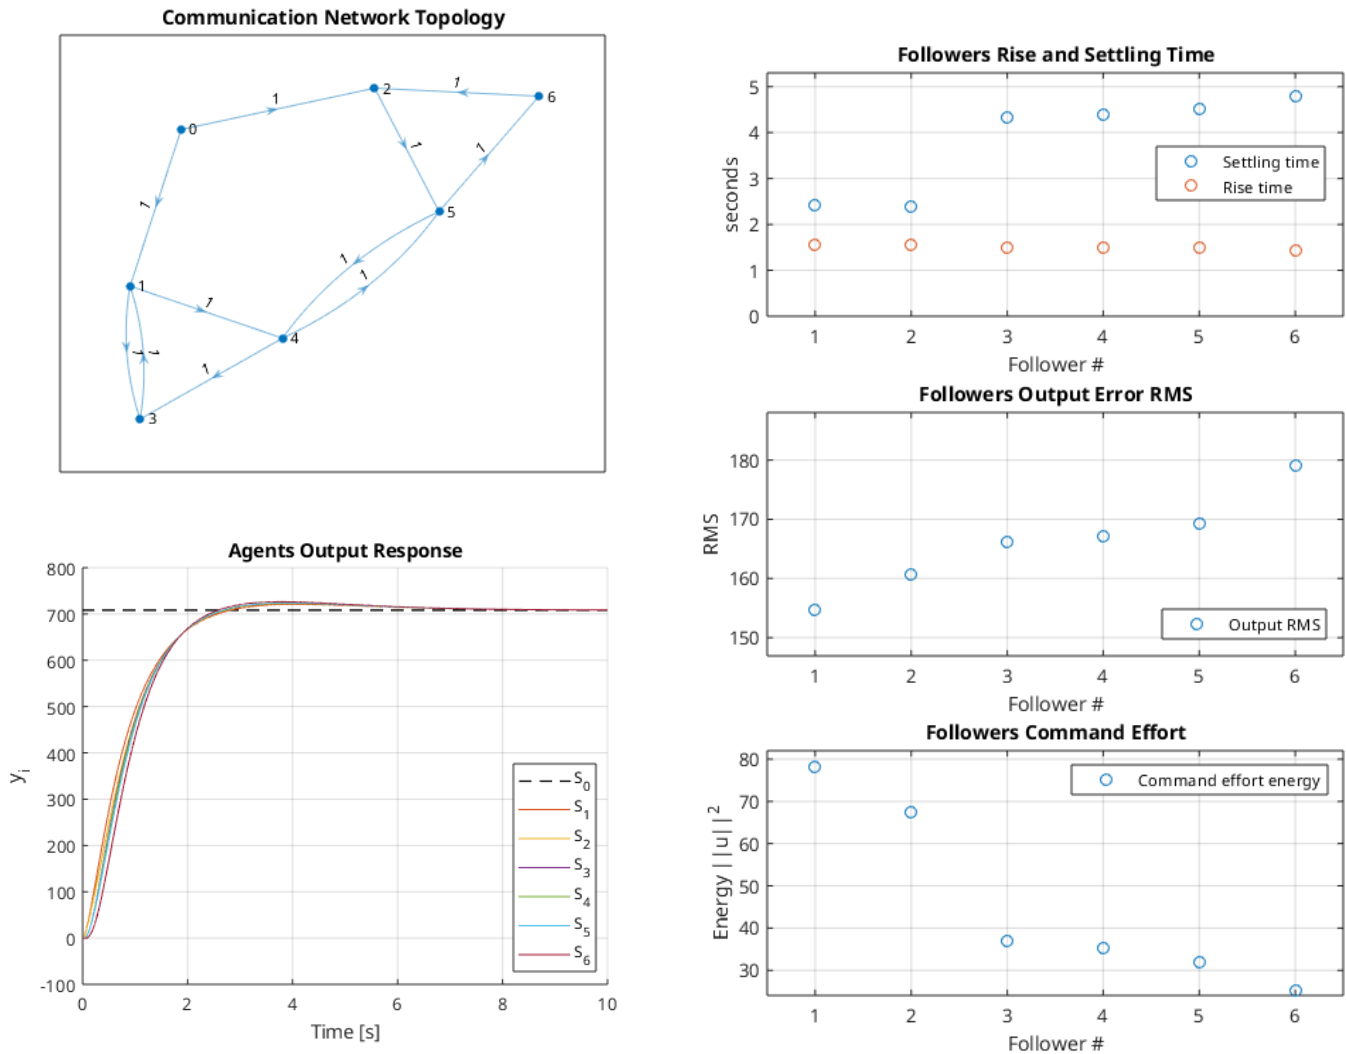 Communication Network Topology
0
1
2
3
4
5
6
1
1
1
1
1
1
1
1
1
1
1
Agents Output Response
y_i
800
700
600
500
400
300
200
100
0
-100
0 2 4 6 8 10
Time [s]
S_0
S_1
S_2
S_3
S_4
S_5
S_6
Followers Rise and Settling Time
seconds
5
4
3
2
1
0
1 2 3 4 5 6
Follower #
Settling time
Rise time
Followers Output Error RMS
RMS
180
170
160
150
1 2 3 4 5 6
Follower #
Output RMS
Followers Command Effort
Energy ||u||^2
80
70
60
50
40
30
1 2 3 4 5 6
Follower #
Command effort energy